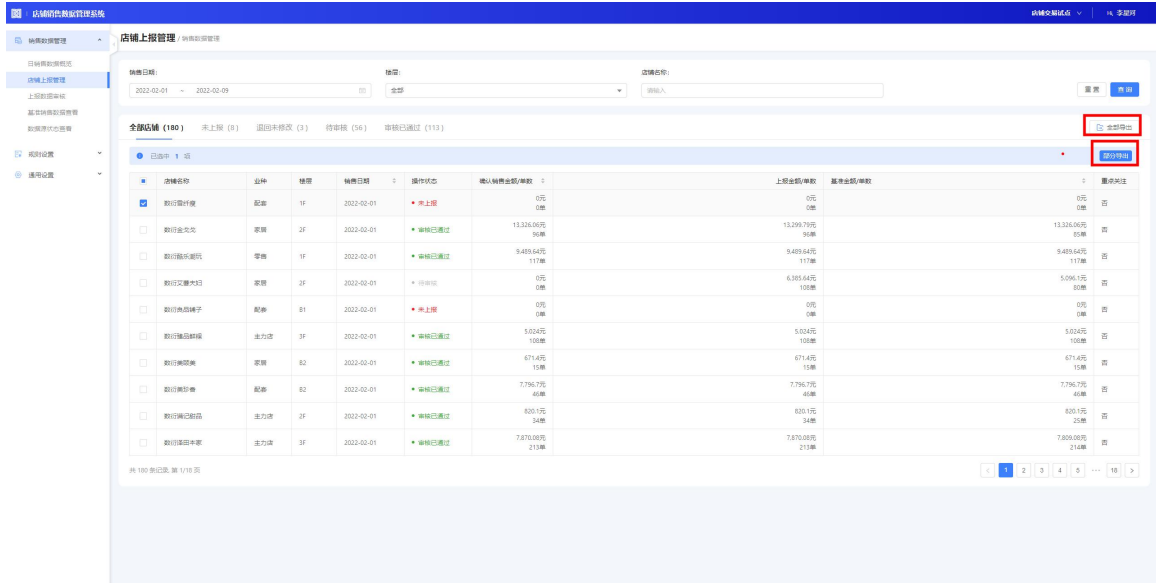 店铺销售数据管理系统 店铺交易试点 Hi, 李星河
销售数据管理
日销售数据概览
店铺上报管理
上报数据审核
基准销售数据查看
数据源状态查看
规则设置
通用设置
店铺上报管理 / 销售数据管理
销售日期: 楼层: 店铺名称:
2022-02-01 ~ 2022-02-09 全部 请输入 重置 查询
全部店铺 (180) 未上报 (8) 退回未修改 (3) 待审核 (56) 审核已通过 (113) 全部导出
已选中 1 项 部分导出
店铺名称 业种 楼层 销售日期 操作状态 确认销售金额/单数 上报金额/单数 基准金额/单数 重点关注
数衍雪纤瘦 配套 1F 2022-02-01 未上报 0元 0元 0元 否
0单 0单 0单
数衍金戈戈 家居 2F 2022-02-01 审核已通过 13,326.06元 13,299.79元 13,326.06元 否
96单 96单 85单
数衍酷乐潮玩 零售 1F 2022-02-01 审核已通过 9,489.64元 9,489.64元 9,489.64元 否
117单 117单 117单
数衍艾薇夫妇 家居 2F 2022-02-01 待审核 0元 6,385.64元 5,096.1元 否
0单 108单 80单
数衍良品铺子 配套 B1 2022-02-01 未上报 0元 0元 0元 否
0单 0单 0单
数衍臻品鲜福 主力店 3F 2022-02-01 审核已通过 5,024元 5,024元 5,024元 否
108单 108单 108单
数衍美颐美 家居 B2 2022-02-01 审核已通过 671.4元 671.4元 671.4元 否
15单 15单 15单
数衍美珍香 配套 B2 2022-02-01 审核已通过 7,796.7元 7,796.7元 7,796.7元 否
46单 46单 46单
数衍满记甜品 主力店 2F 2022-02-01 审核已通过 820.1元 820.1元 820.1元 否
34单 34单 25单
数衍泽田本家 主力店 3F 2022-02-01 审核已通过 7,870.08元 7,870.08元 7,809.08元 否
213单 213单 214单
共 180 条记录, 第 1/18 页 < 1 2 3 4 5 ··· 18 >